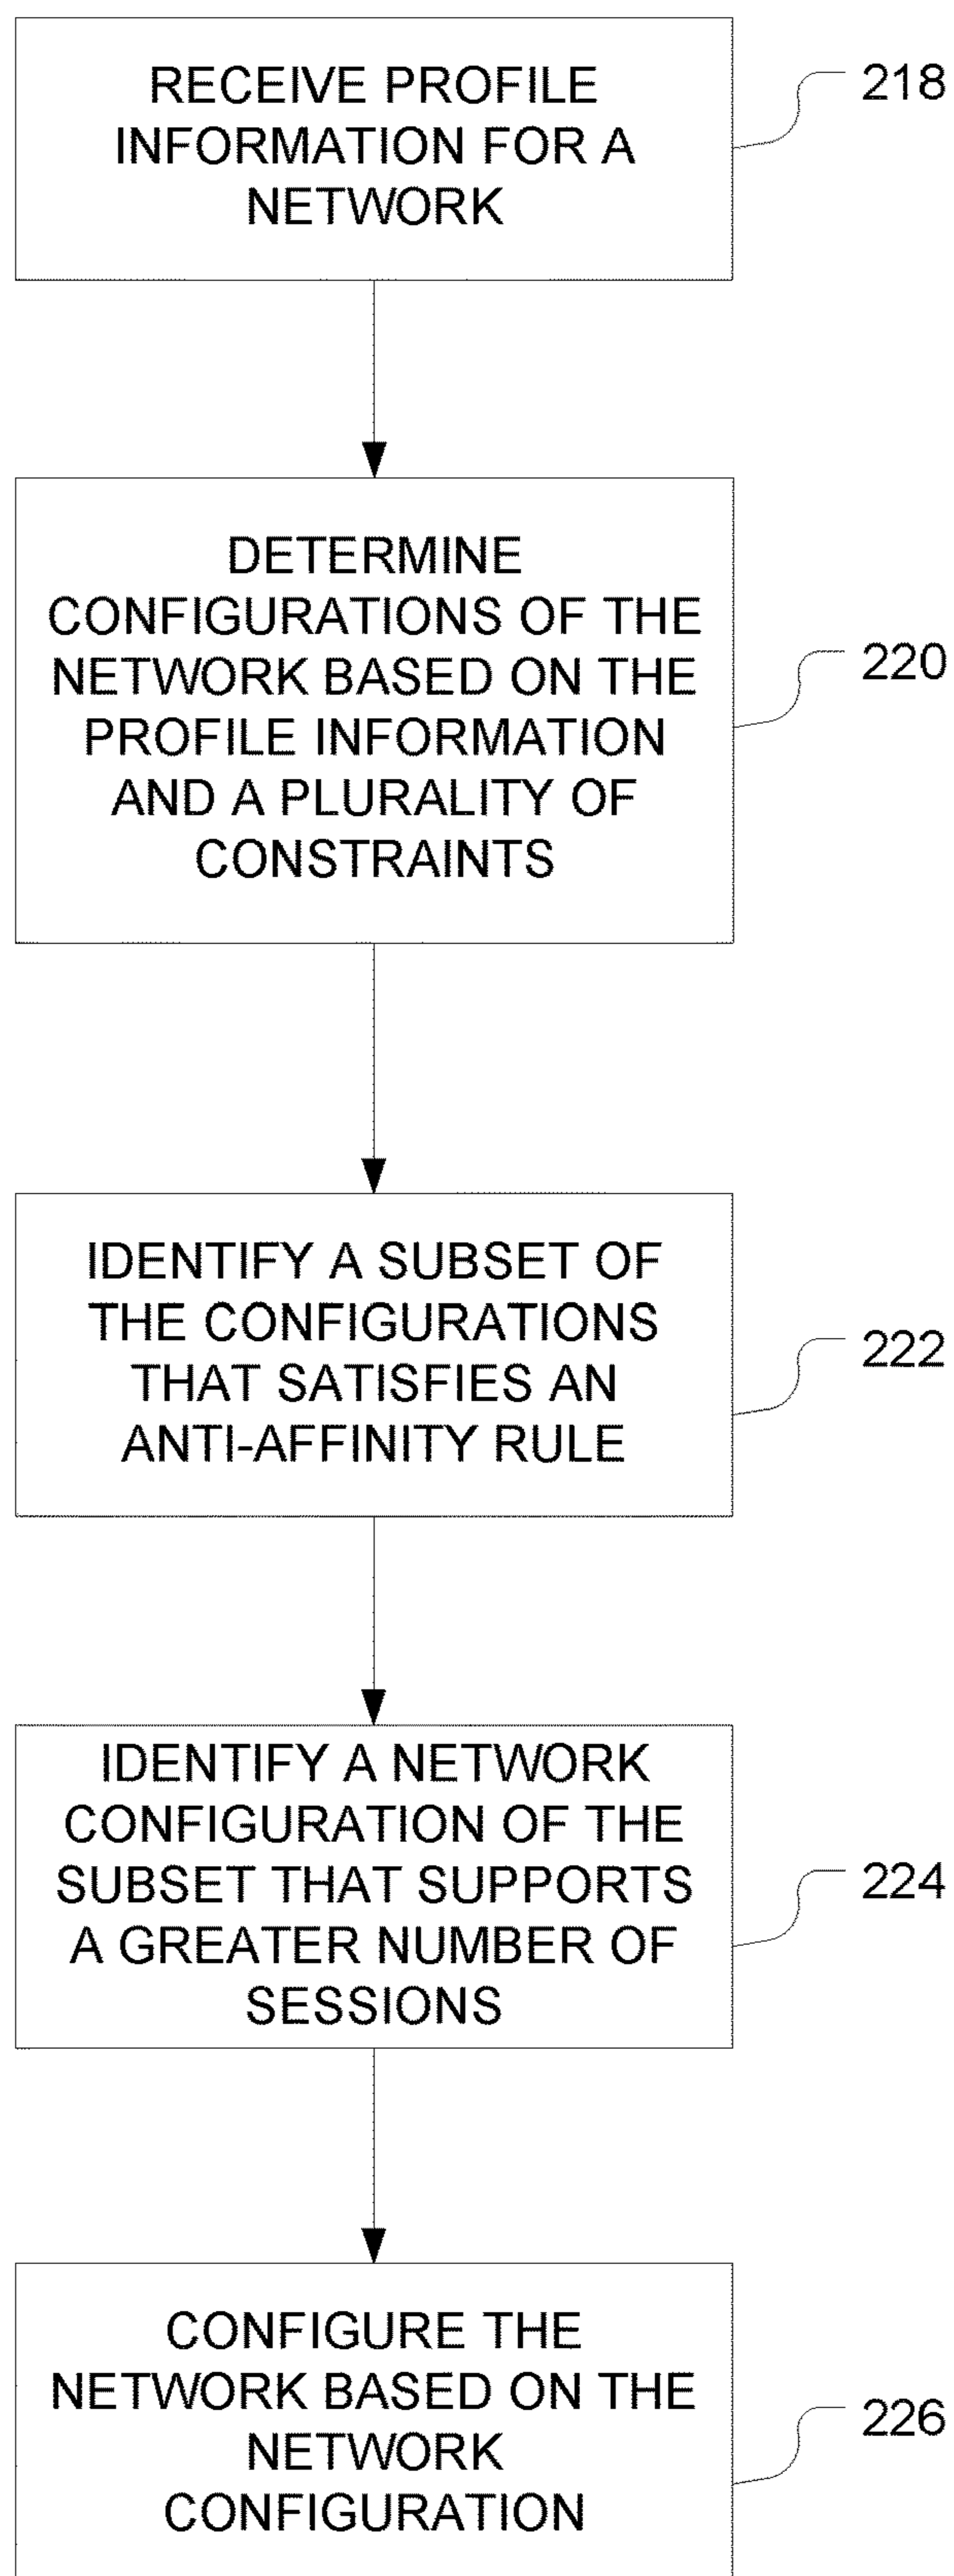 RECEIVE PROFILE
INFORMATION FOR A
NETWORK
218
DETERMINE
CONFIGURATIONS OF THE
NETWORK BASED ON THE
PROFILE INFORMATION
AND A PLURALITY OF
CONSTRAINTS
220
IDENTIFY A SUBSET OF
THE CONFIGURATIONS
THAT SATISFIES AN
ANTI-AFFINITY RULE
222
IDENTIFY A NETWORK
CONFIGURATION OF THE
SUBSET THAT SUPPORTS
A GREATER NUMBER OF
SESSIONS
224
CONFIGURE THE
NETWORK BASED ON THE
NETWORK
CONFIGURATION
226